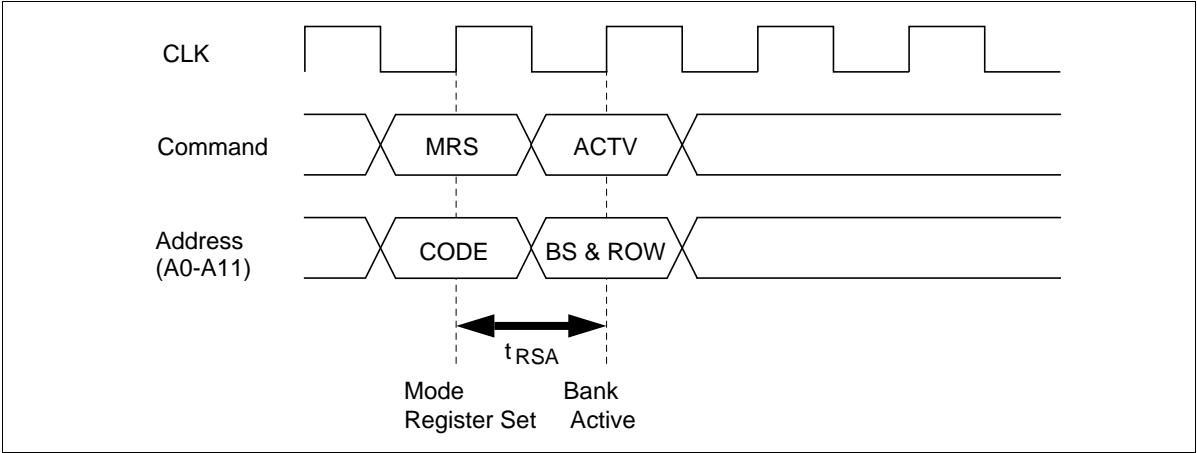 CLK
Command
MRS
ACTV
Address
(A0-A11)
CODE
BS & ROW
tRSA
Mode
Register Set
Bank
Active